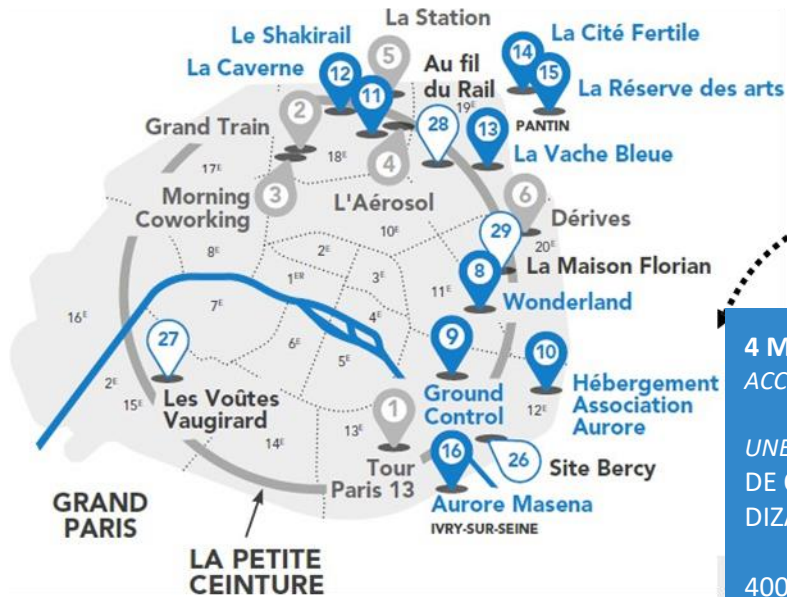 La Station
5
Le Shakirail
12
La Caverne
11
Au fil
du Rail
19E
28
14
La Cité Fertile
15
La Réserve des arts
PANTIN
13
La Vache Bleue
Grand Train
2
17E
18E
4
L'Aérosol
3
Morning
Coworking
6
Dérives
20E
29
La Maison Florian
10E
8E
2E
1ER
3E
11E
8
Wonderland
16E
7E
4E
6E
5E
27
Les Voûtes
Vaugirard
2E
15E
9
Ground
Control
10
Hébergement
Association
Aurore
12E
14E
13E
1
Tour
Paris 13
16
Aurore Masena
IVRY-SUR-SEINE
26
Site Bercy
GRAND
PARIS
LA PETITE
CEINTURE
4 M
ACC
UNE
DE
DIZA
400